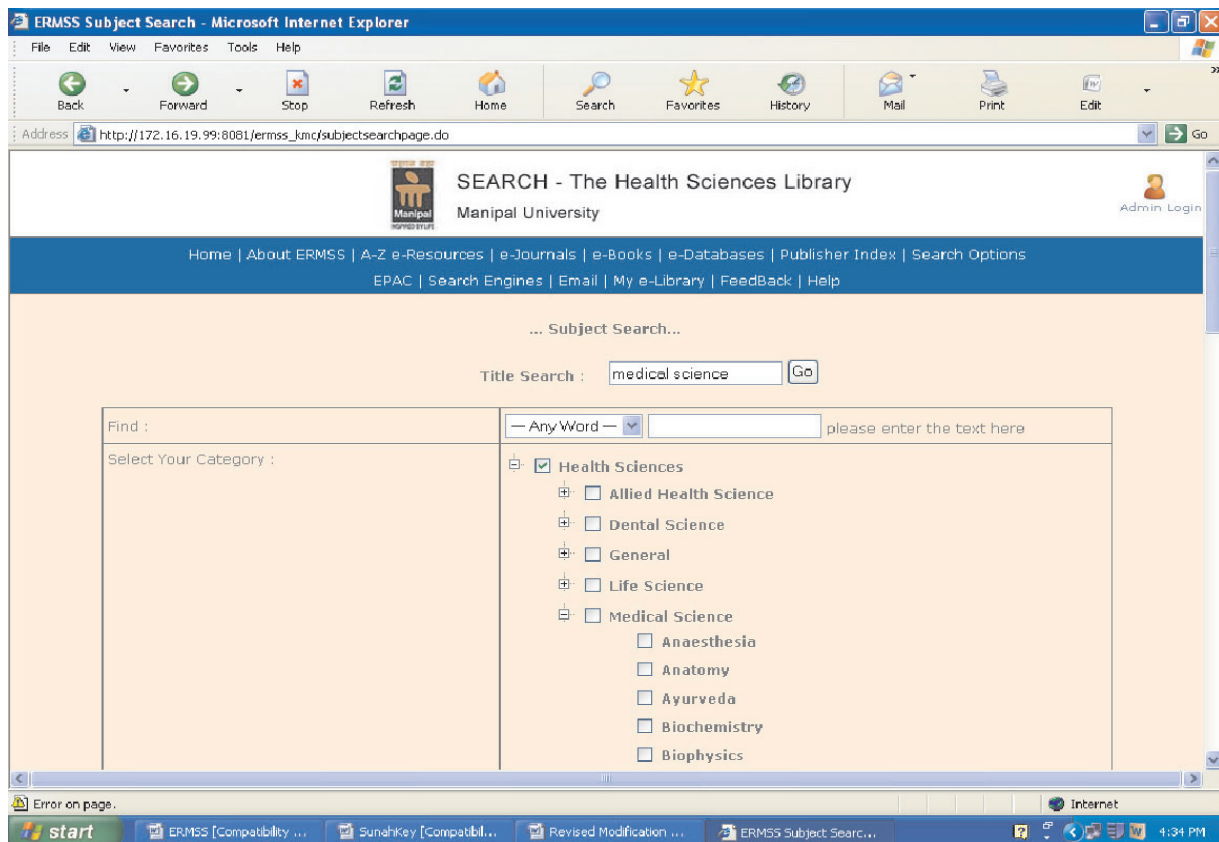 ERMSS Subject Search - Microsoft Internet Explorer
File Edit View Favorites Tools Help
Back Forward Stop Refresh Home Search Favorites History Mail Print Edit
Address http://172.16.19.99:8081/ermss_kmc/subjectsearchpage.do Go
SEARCH - The Health Sciences Library
Manipal
Manipal University
Admin Login
Home | About ERMSS | A-Z e-Resources | e-Journals | e-Books | e-Databases | Publisher Index | Search Options
EPAC | Search Engines | Email | My e-Library | FeedBack | Help
... Subject Search...
Title Search : medical science Go
Find : — Any Word — please enter the text here
Select Your Category : Health Sciences
Allied Health Science
Dental Science
General
Life Science
Medical Science
Anaesthesia
Anatomy
Ayurveda
Biochemistry
Biophysics
Error on page. Internet
start ERMSS [Compatibility ... SunahKey [Compatibil... Revised Modification ... ERMSS Subject Searc... 4:34 PM